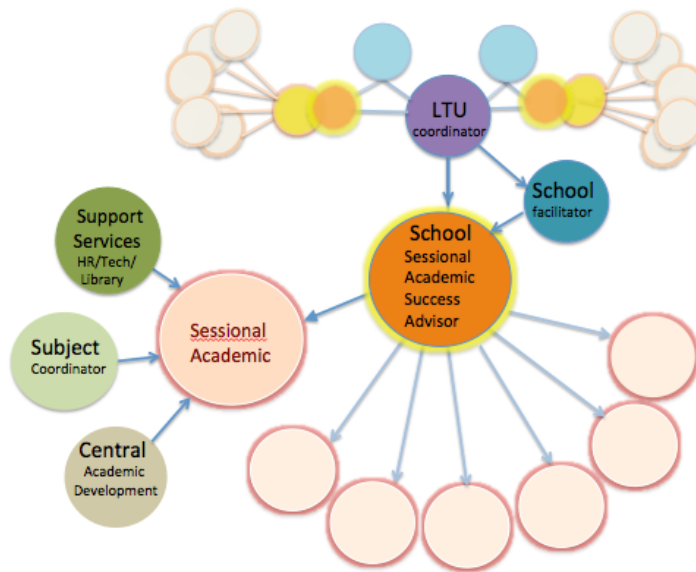 LTU
coordinator
School
facilitator
Support
Services
HR/Tech/
Library
School
Sessional
Academic
Success
Advisor
Sessional
Academic
Subject
Coordinator
Central
Academic
Development